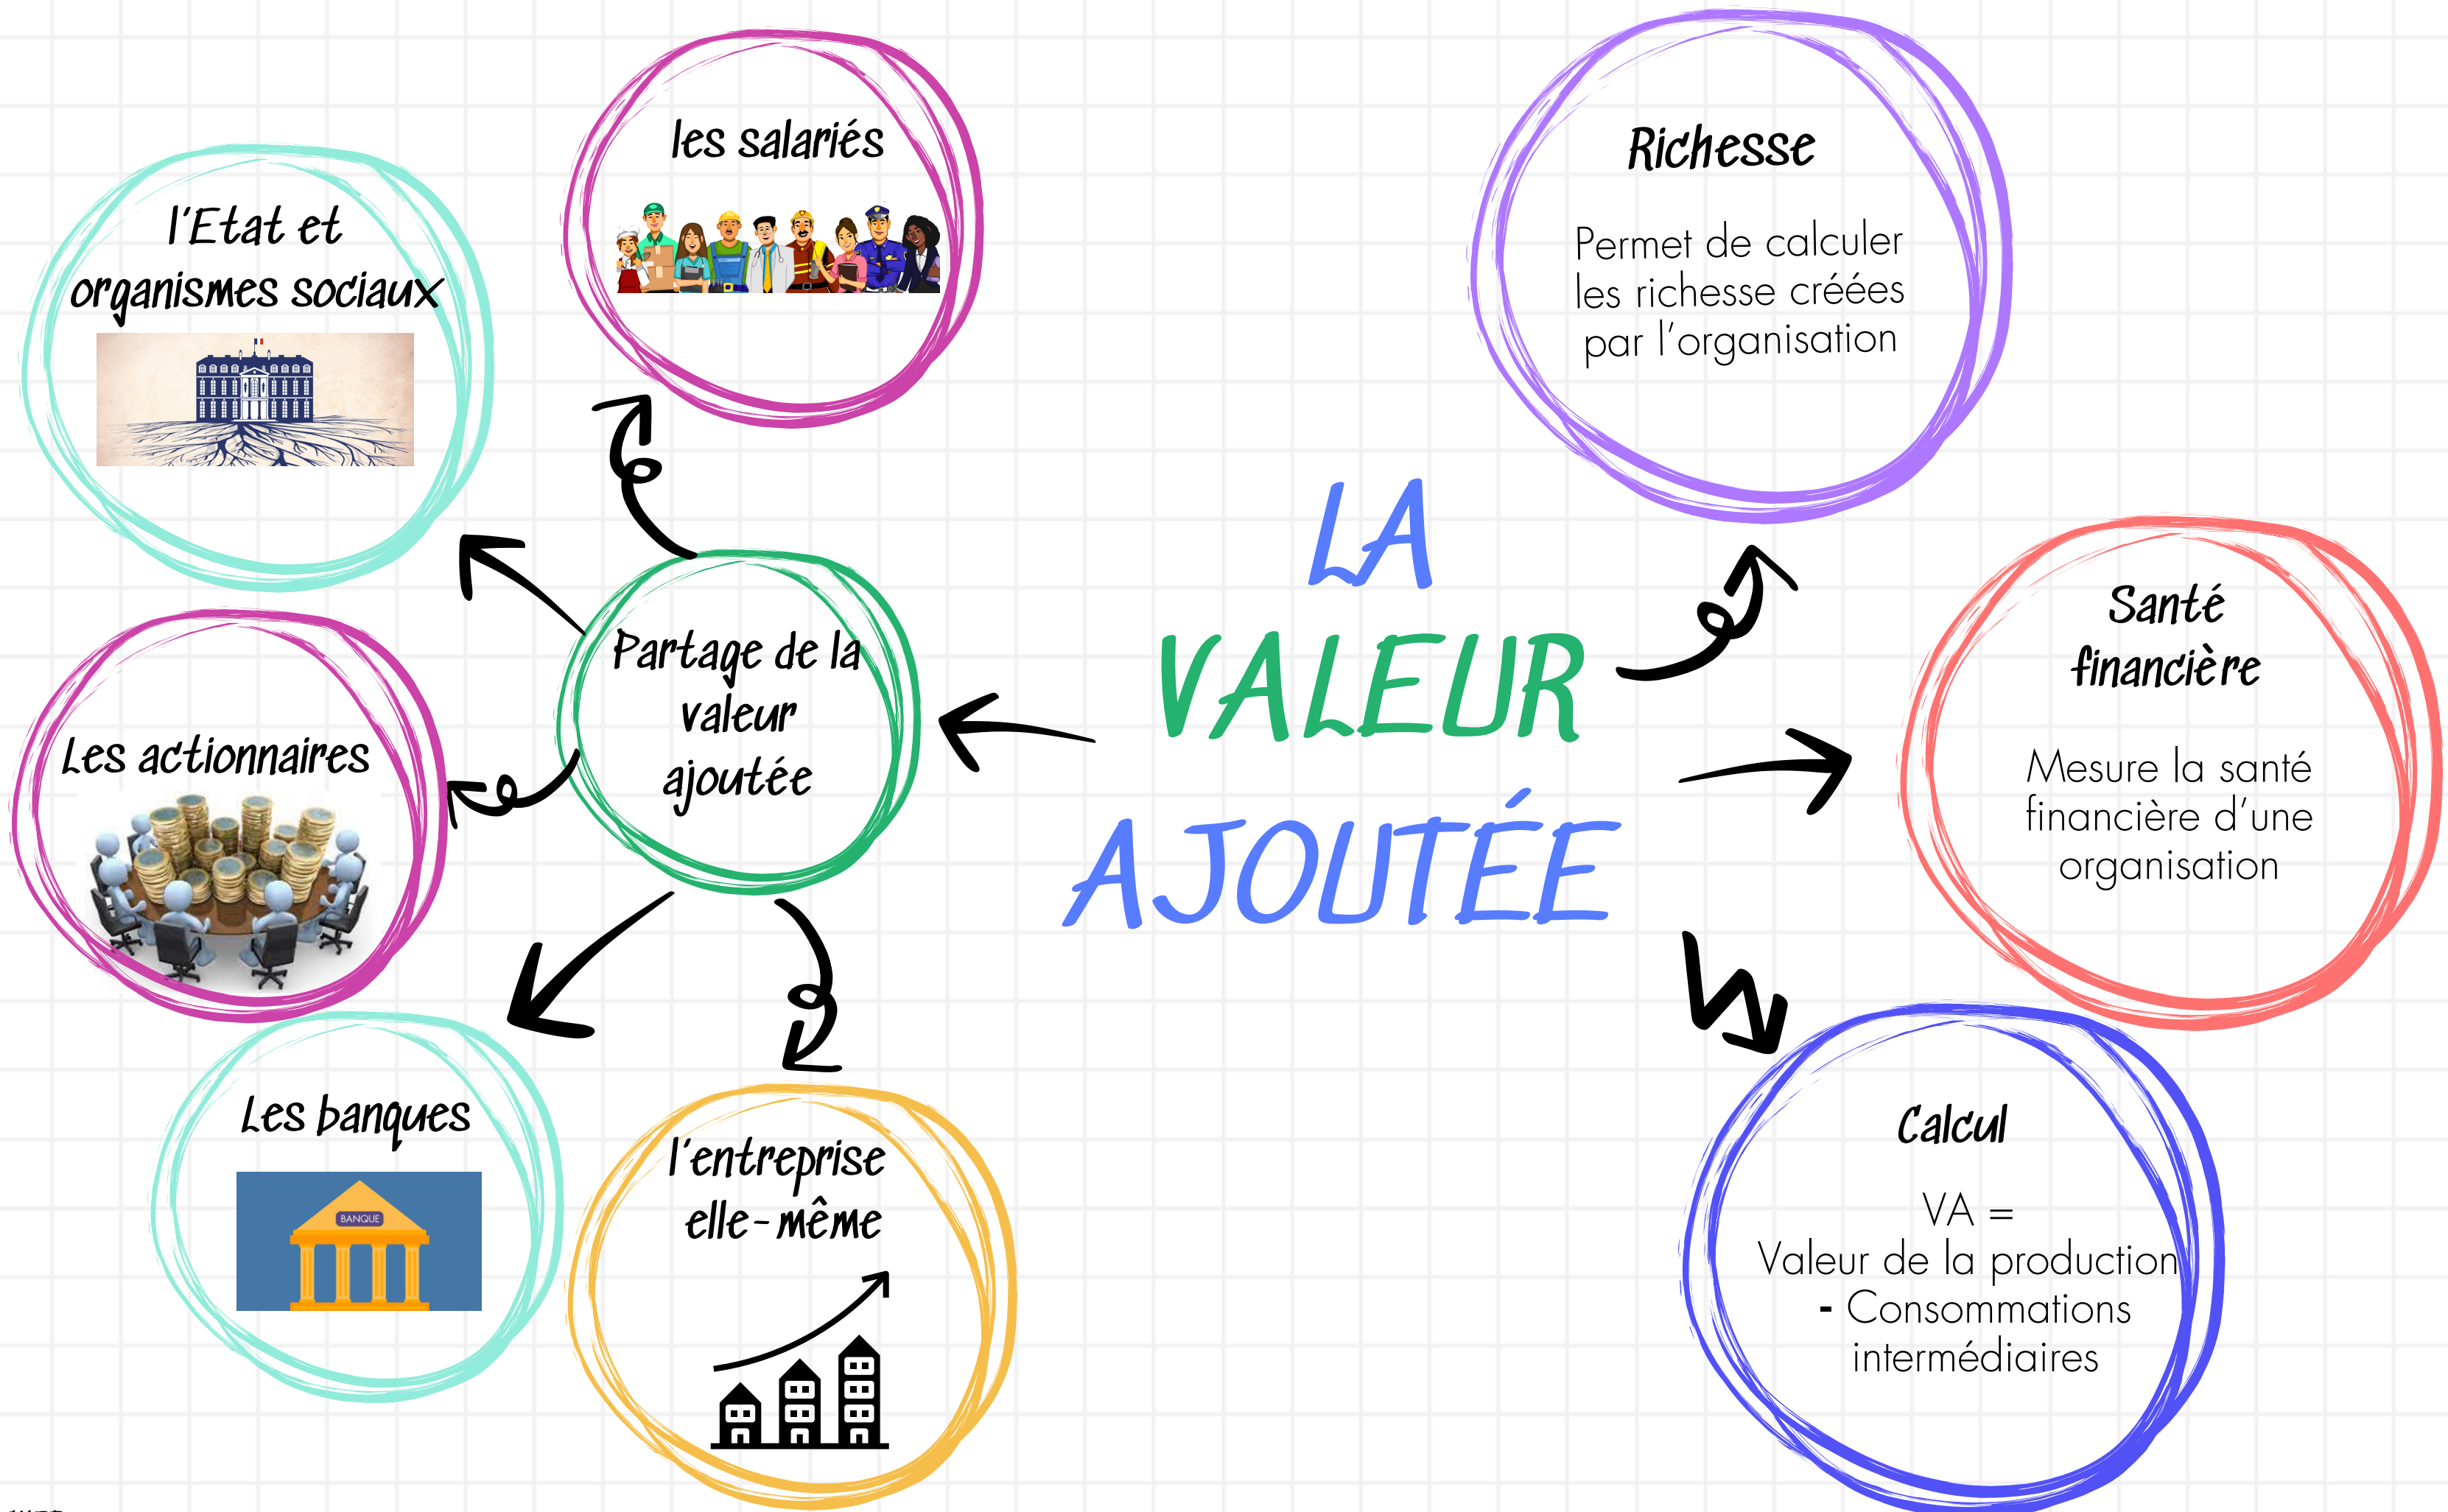 les salariés
l'Etat et
organismes sociaux
Les actionnaires
Les banques
BANQUE
l'entreprise
elle-même
Partage de la
valeur
ajoutée
LA
VALEUR
AJOUTÉE
Richesse
Permet de calculer
les richesse créées
par l'organisation
Santé
financière
Mesure la santé
financière d'une
organisation
Calcul
VA =
Valeur de la production
- Consommations
intermédiaires